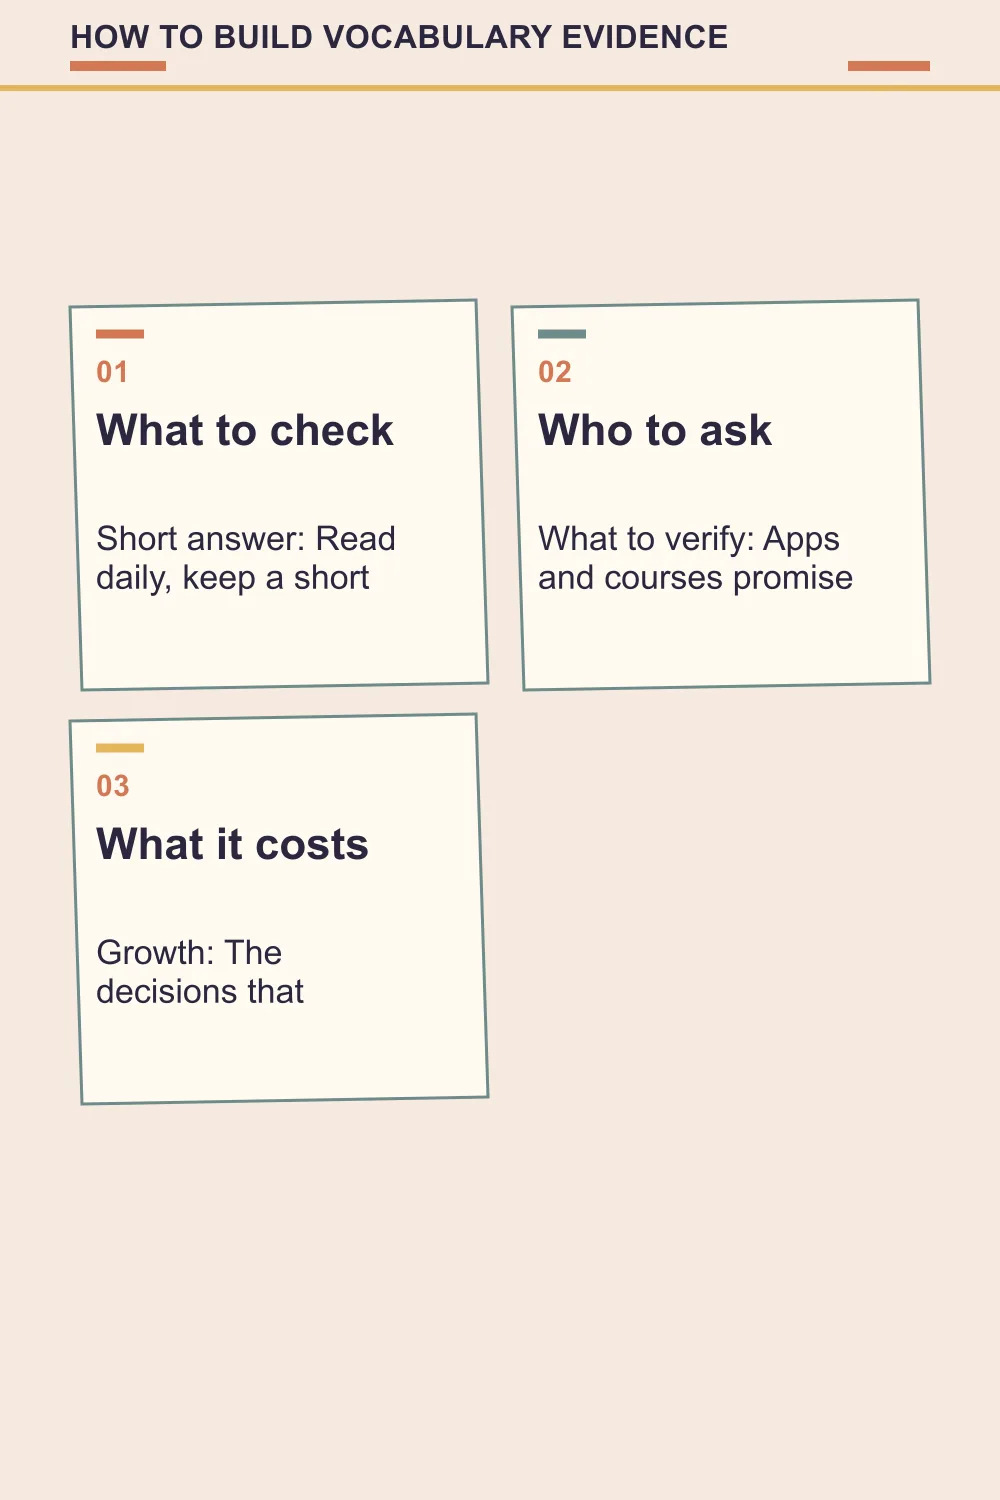 HOW TO BUILD VOCABULARY EVIDENCE
01
What to check
Short answer: Read
daily, keep a short
02
Who to ask
What to verify: Apps
and courses promise
03
What it costs
Growth: The
decisions that